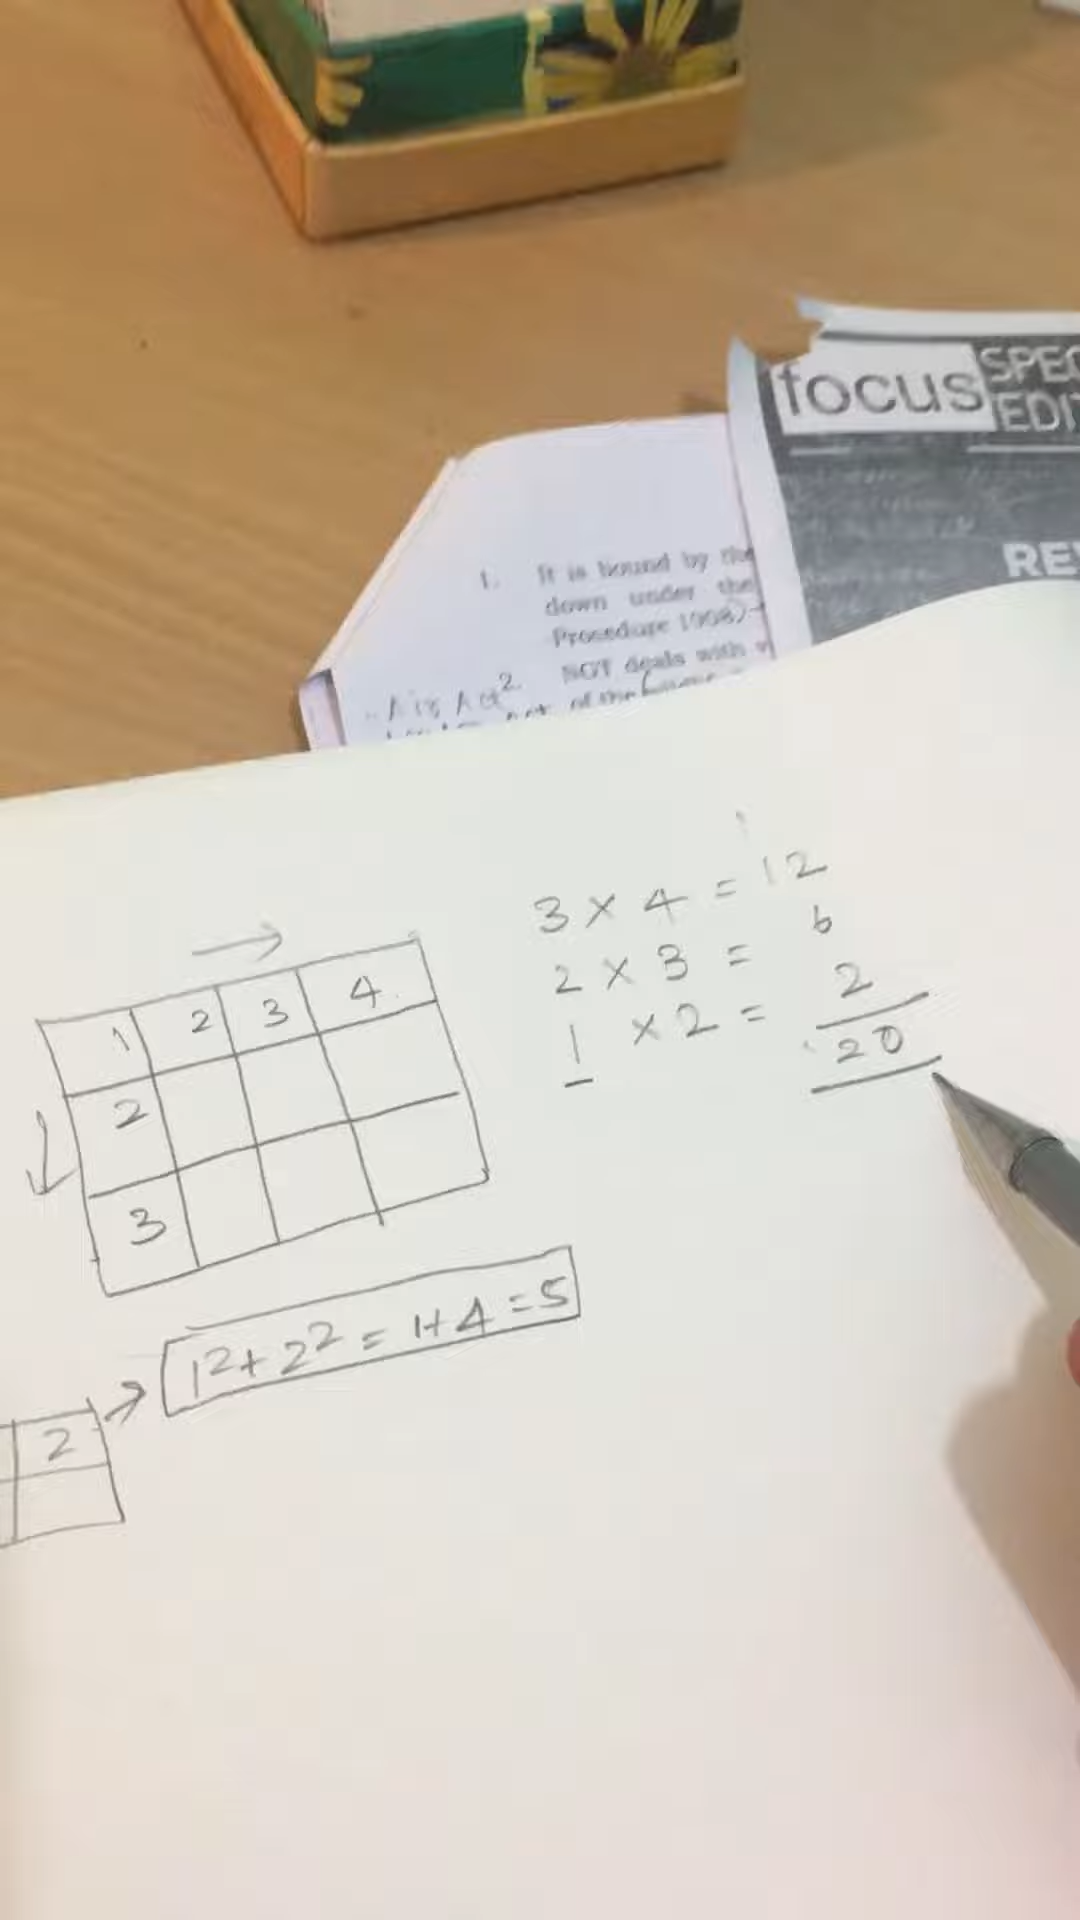 focus SPEC
EDIT
RE
1. It is bound by the
down under the
Procedure 1908)
NGT deals with
3 × 4 = 12
2 × 3 = 6
1 × 2 = 2
20
1 2 3 4
2
3
1²+2² = 1+4 = 5
2